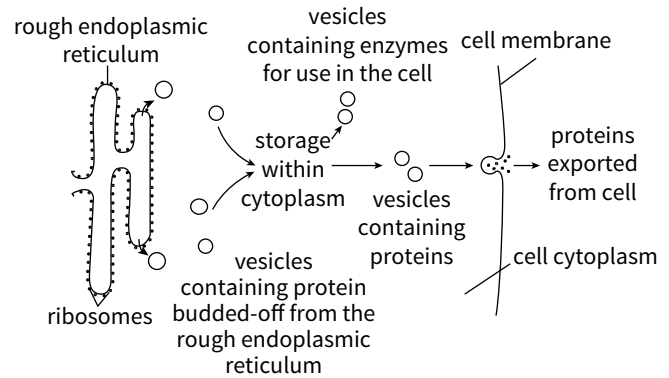 rough endoplasmic
reticulum
vesicles
containing enzymes
for use in the cell
cell membrane
storage
within
cytoplasm
proteins
exported
from cell
vesicles
containing
proteins
cell cytoplasm
vesicles
containing protein
budded-off from the
rough endoplasmic
reticulum
ribosomes